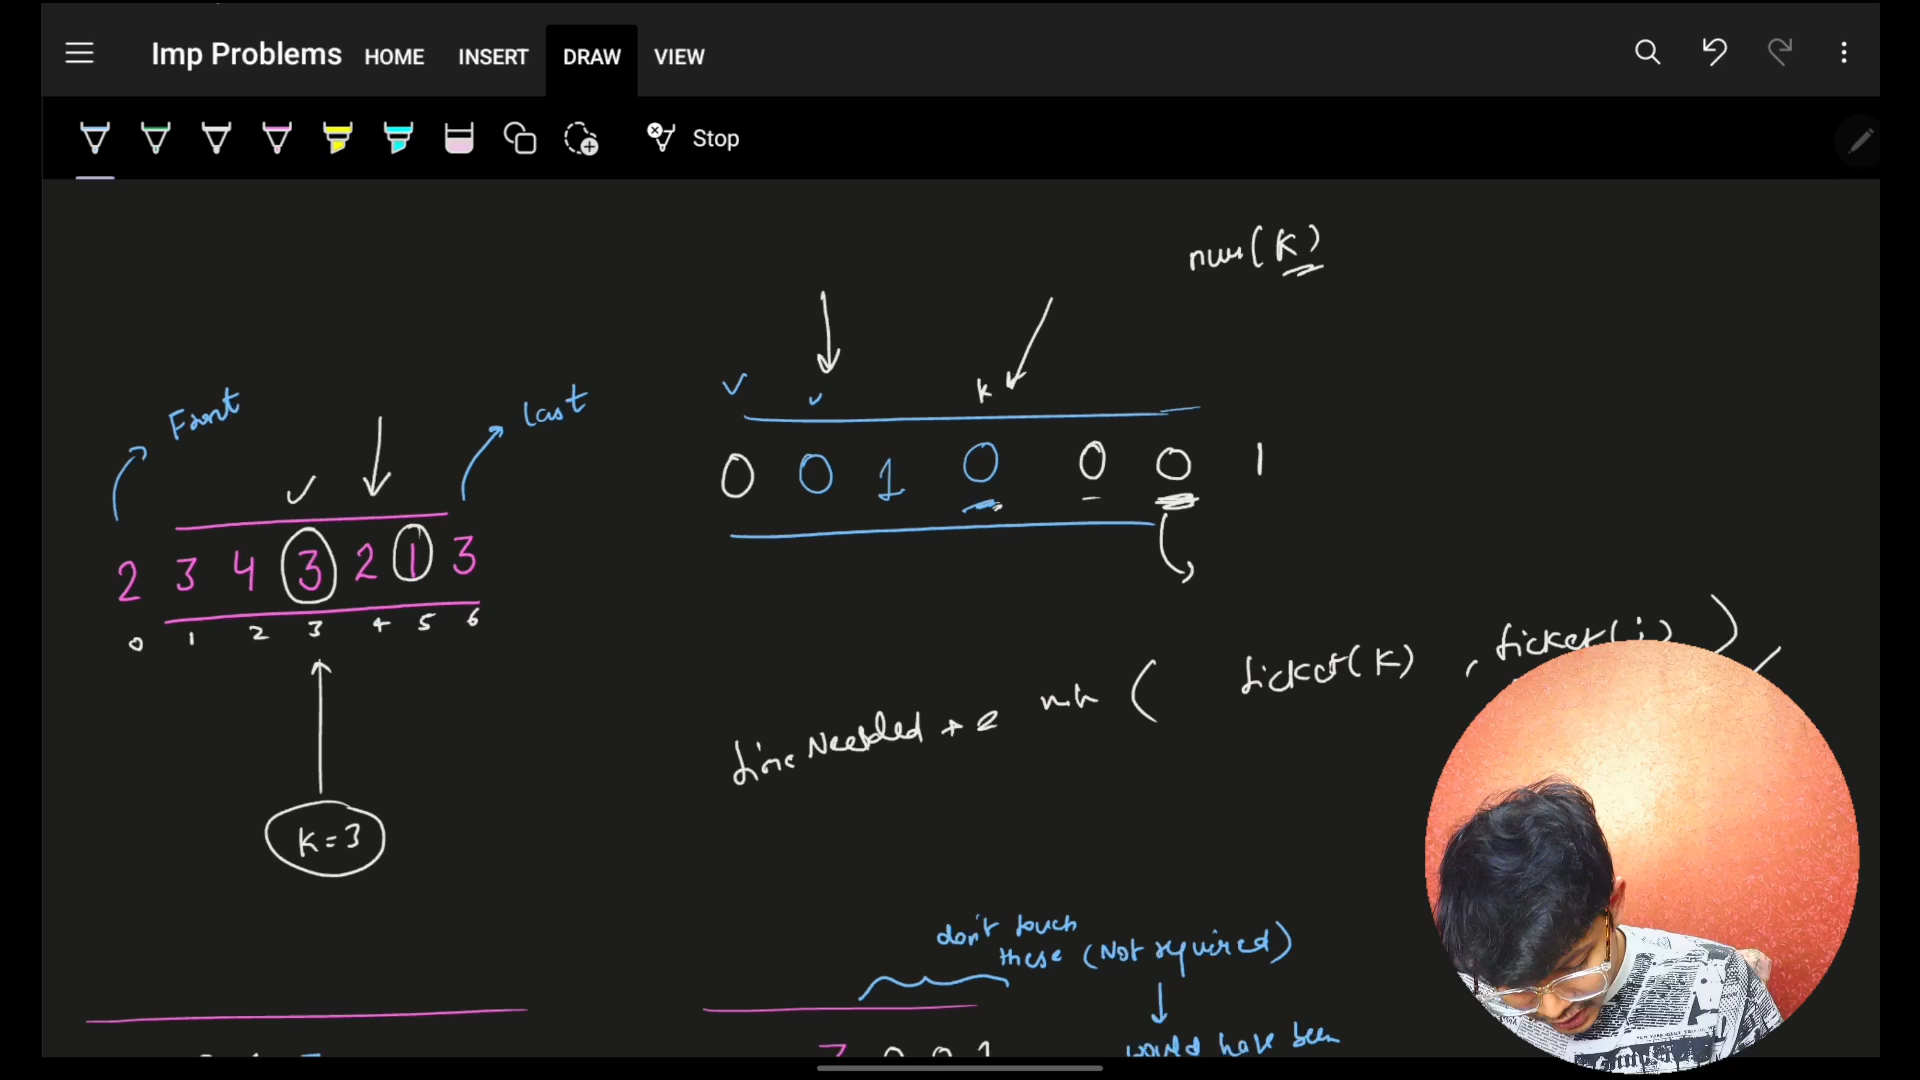 Imp Problems HOME INSERT DRAW VIEW
Stop
num(K)
Front
Last
k
0 0 1 0 0 0 1
2 3 4 3 2 1 3
0 1 2 3 4 5 6
K=3
timeNeeded += min ( ticket(K) , ticket(i) )
don't touch
these (Not required)
would have been